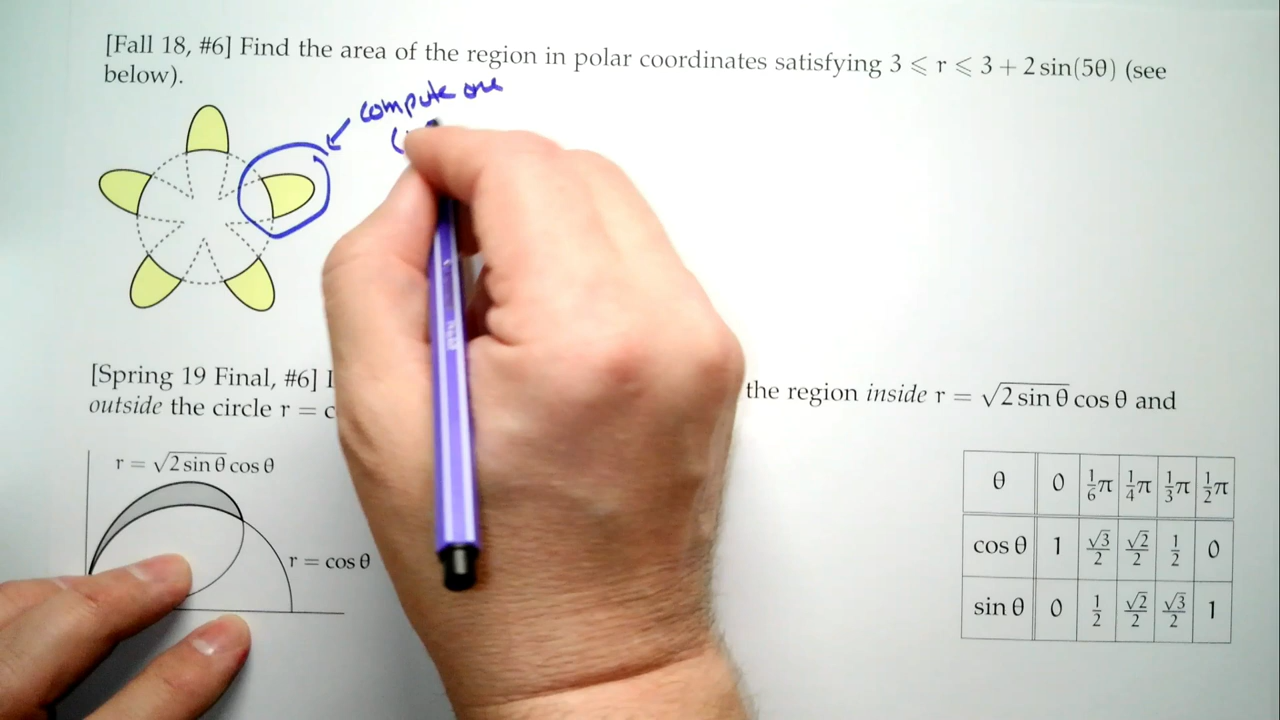 [Fall 18, #6] Find the area of the region in polar coordinates satisfying 3 ⩽ r ⩽ 3 + 2 sin(5θ) (see
below).
compute one
[Spring 19 Final, #6]
the region inside r = √2 sin θ cos θ and
outside the circle r = c
r = √2 sin θ cos θ
r = cos θ
θ 0 1/6π 1/4π 1/3π 1/2π
cos θ 1 √3/2 √2/2 1/2 0
sin θ 0 1/2 √2/2 √3/2 1